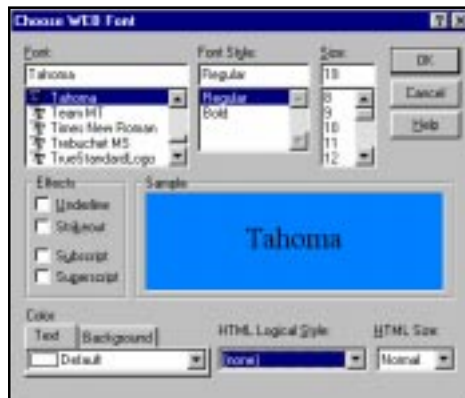 Choose WEB Font
Font:
Font Style:
Size:
Tahoma
Regular
OK
Tahoma
Team MT
Times New Roman
Trebuchet MS
TrueStandardLogo
Regular
Bold
8
9
10
11
12
Cancel
Help
Effects
Underline
Strikeout
Subscript
Superscript
Sample
Tahoma
Color
Text
Background
Default
HTML Logical Style:
(none)
HTML Size:
Normal